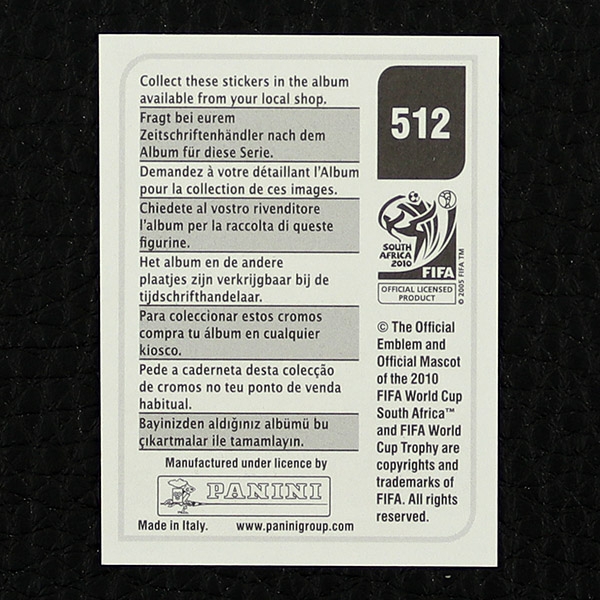 Collect these stickers in the album
available from your local shop.
Fragt bei eurem
Zeitschriftenhändler nach dem
Album für diese Serie.
Demandez à votre détaillant l'Album
pour la collection de ces images.
Chiedete al vostro rivenditore
l'album per la raccolta di queste
figurine.
Het album en de andere
plaatjes zijn verkrijgbaar bij de
tijdschrifthandelaar.
Para coleccionar estos cromos
compra tu álbum en cualquier
kiosco.
Pede a caderneta desta colecção
de cromos no teu ponto de venda
habitual.
Bayinizden aldığınız albümü bu
çıkartmalar ile tamamlayın.
Manufactured under licence by
PANINI
Made in Italy. www.paninigroup.com
512
SOUTH
AFRICA
2010
FIFA
OFFICIAL LICENSED
PRODUCT
© 2005 FIFA TM
© The Official
Emblem and
Official Mascot
of the 2010
FIFA World Cup
South Africa™
and FIFA World
Cup Trophy are
copyrights and
trademarks of
FIFA. All rights
reserved.